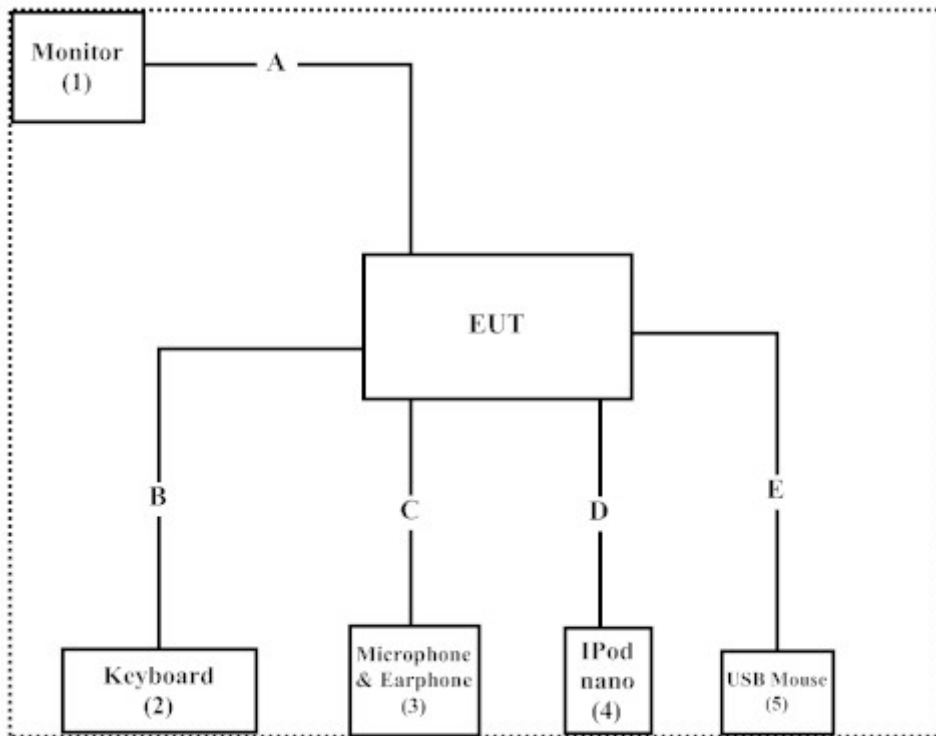 Monitor
(1)
A
EUT
B
C
D
E
Keyboard
(2)
Microphone
& Earphone
(3)
IPod
nano
(4)
USB Mouse
(5)